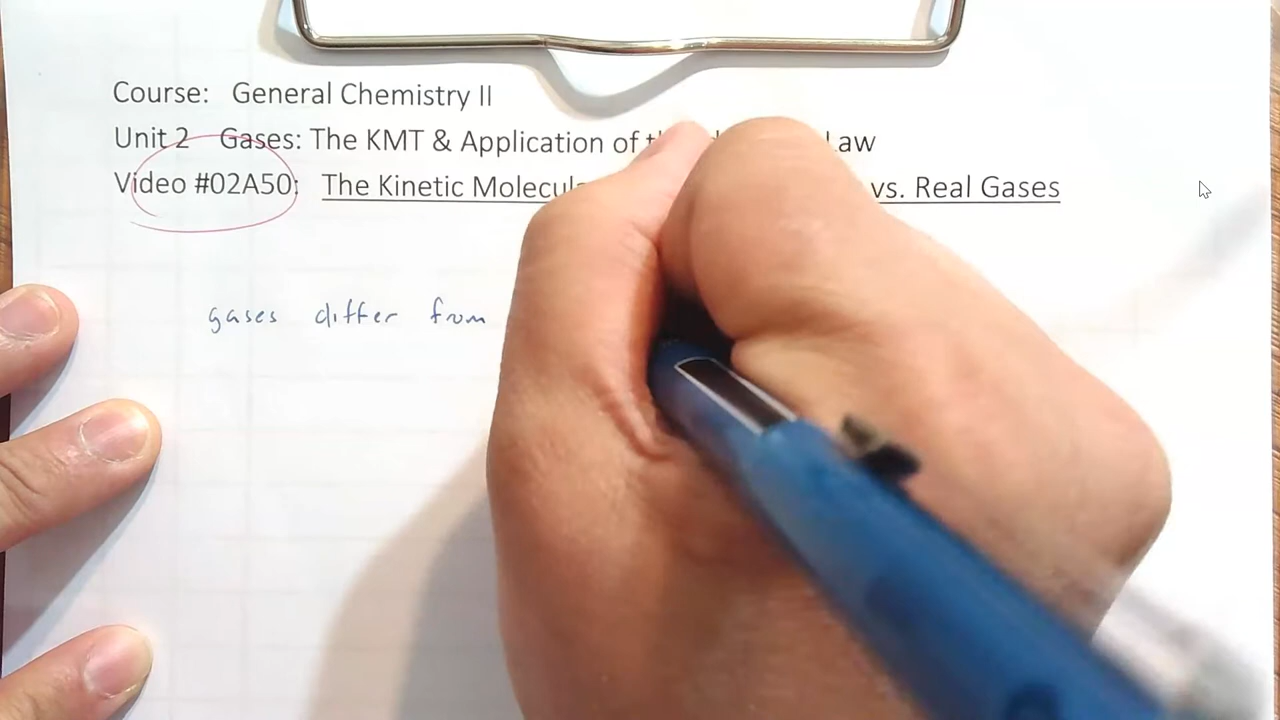 Course: General Chemistry II
Unit 2 Gases: The KMT & Application of Law
Video #02A50: The Kinetic vs. Real Gases
gases differ from